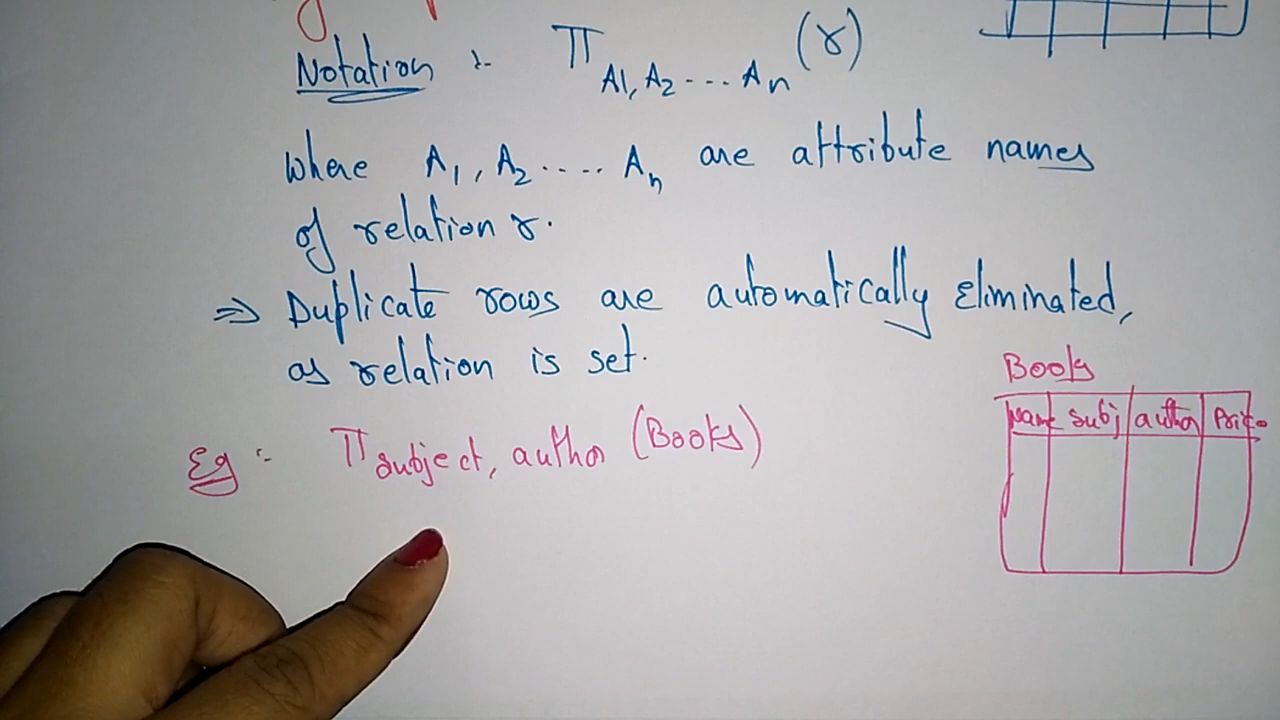 Notation :- Π A1, A2 --- An (r)
Where A1, A2 .... An are attribute names
of relation r.
⇒ Duplicate rows are automatically Eliminated,
as relation is set.
Eg :- Π subject, author (Books)
Books
Name subj author Price